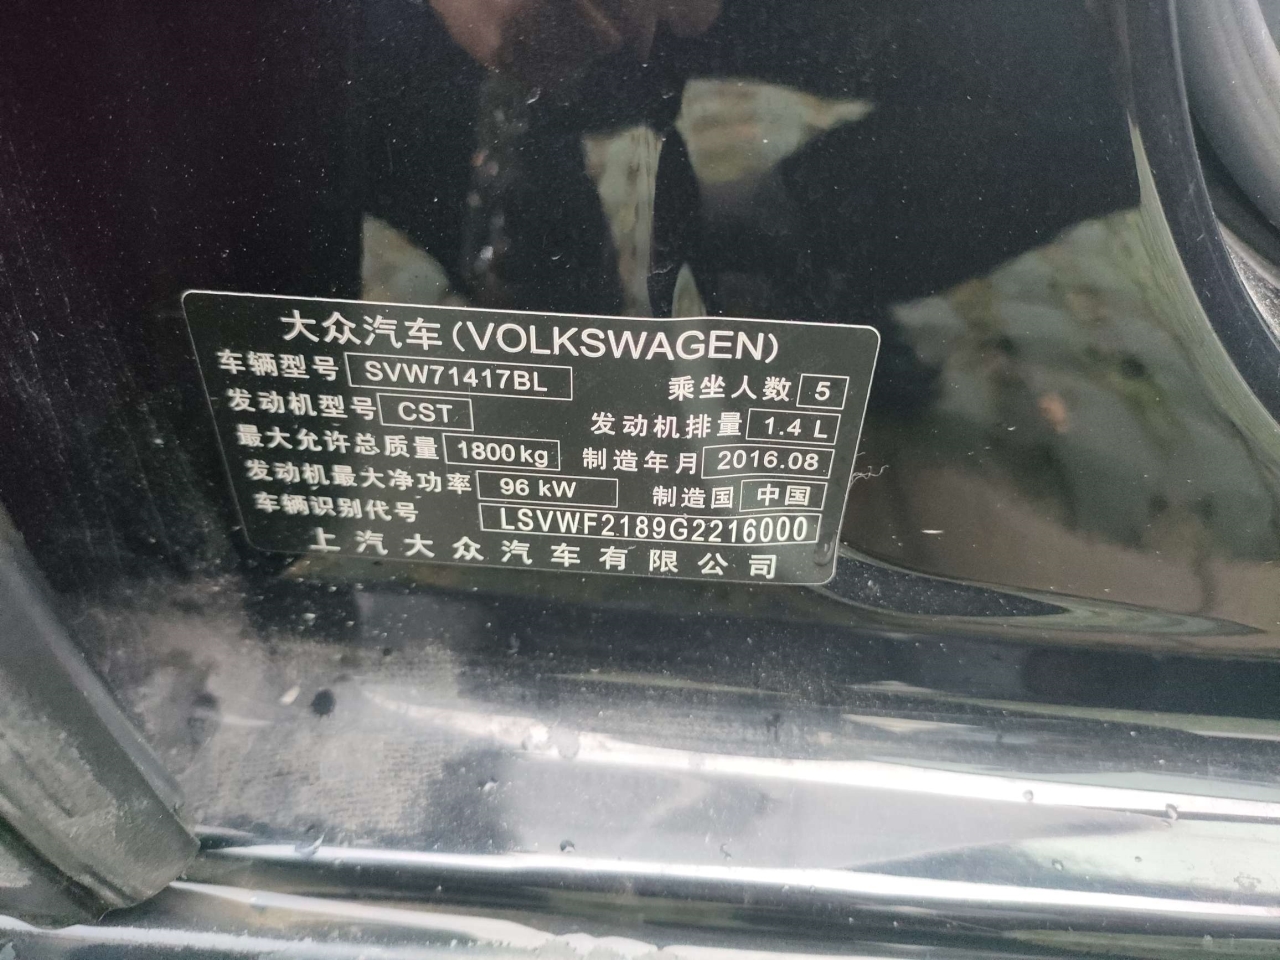 大众汽车(VOLKSWAGEN)
车辆型号 SVW71417BL 乘坐人数 5
发动机型号 CST 发动机排量 1.4 L
最大允许总质量 1800kg 制造年月 2016.08
发动机最大净功率 96 kW 制造国 中国
车辆识别代号 LSVWF2189G2216000
上汽大众汽车有限公司